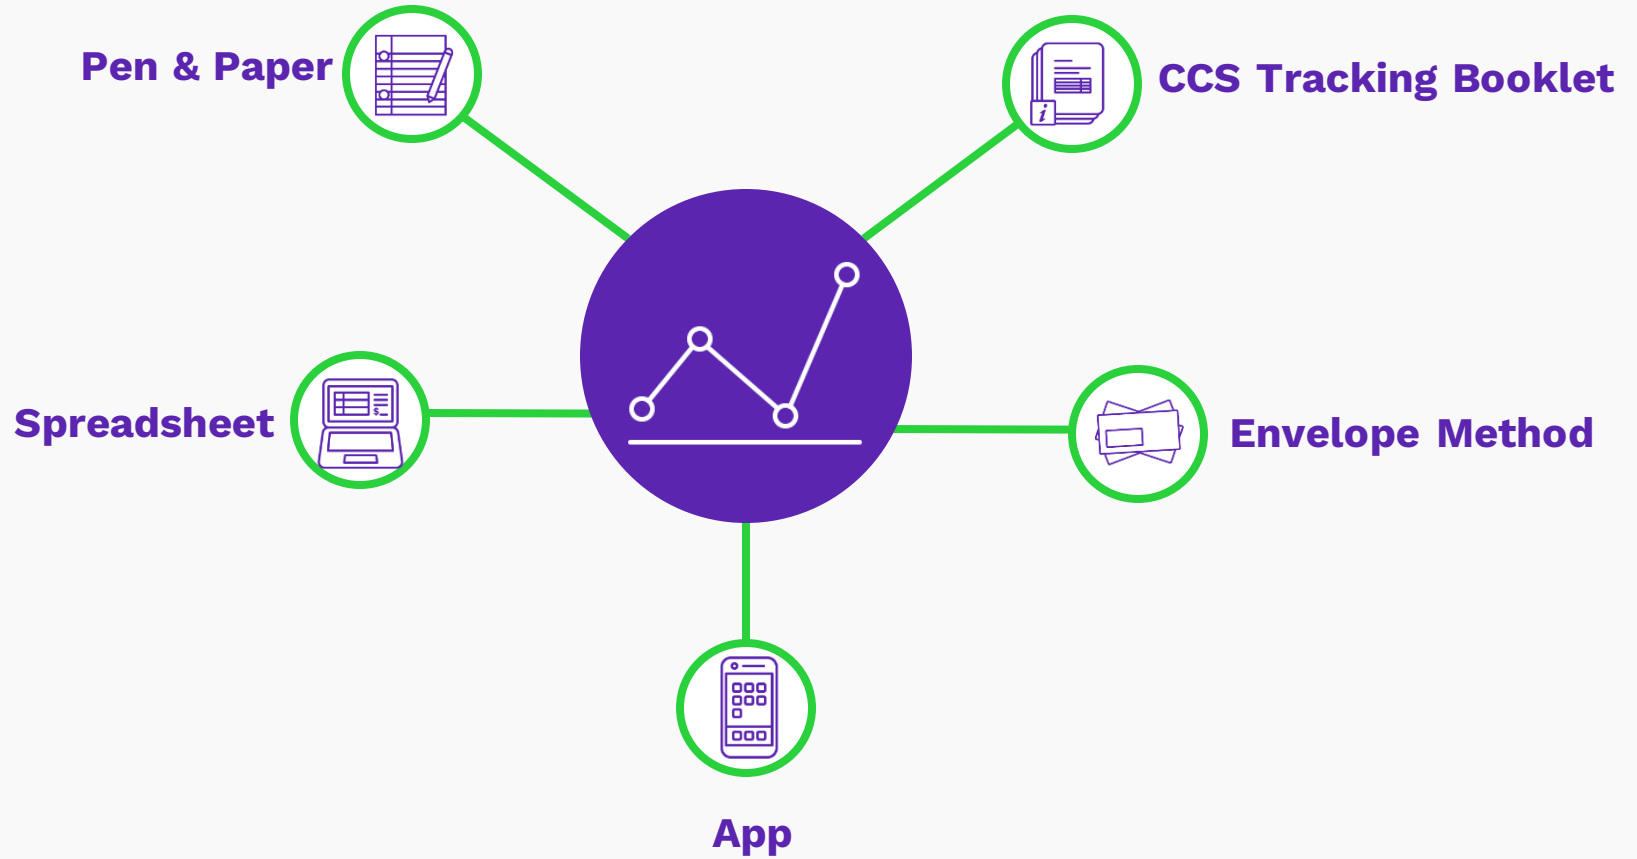 Pen & Paper
CCS Tracking Booklet
Spreadsheet
Envelope Method
App